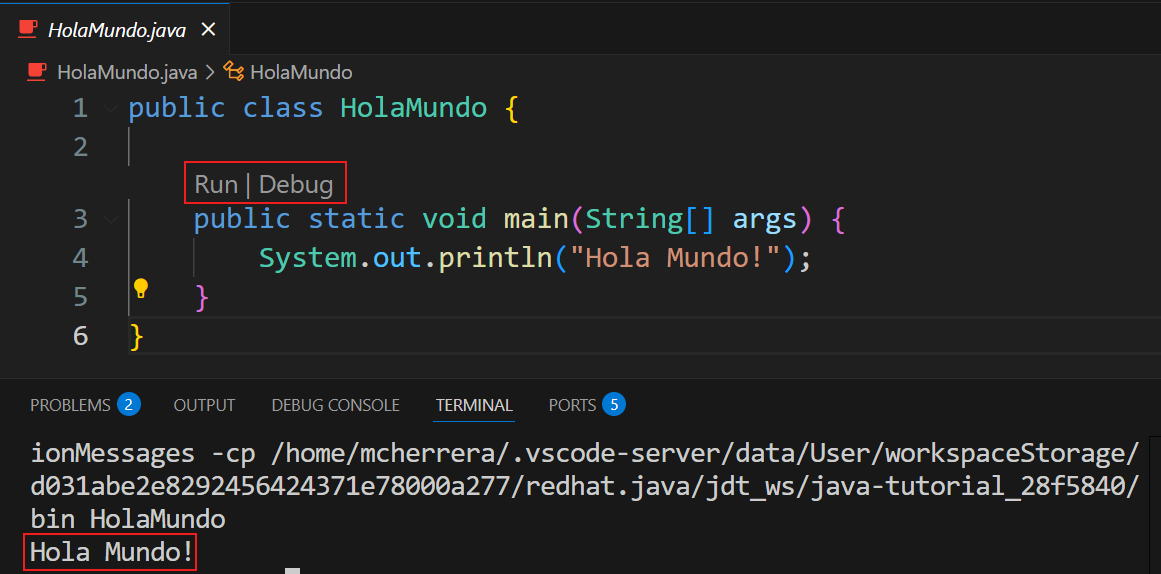 HolaMundo.java
HolaMundo.java > HolaMundo
1 public class HolaMundo {
2
Run | Debug
3 public static void main(String[] args) {
4 System.out.println("Hola Mundo!");
5 }
6 }
PROBLEMS 2 OUTPUT DEBUG CONSOLE TERMINAL PORTS 5
ionMessages -cp /home/mcherrera/.vscode-server/data/User/workspaceStorage/
d031abe2e8292456424371e78000a277/redhat.java/jdt_ws/java-tutorial_28f5840/
bin HolaMundo
Hola Mundo!